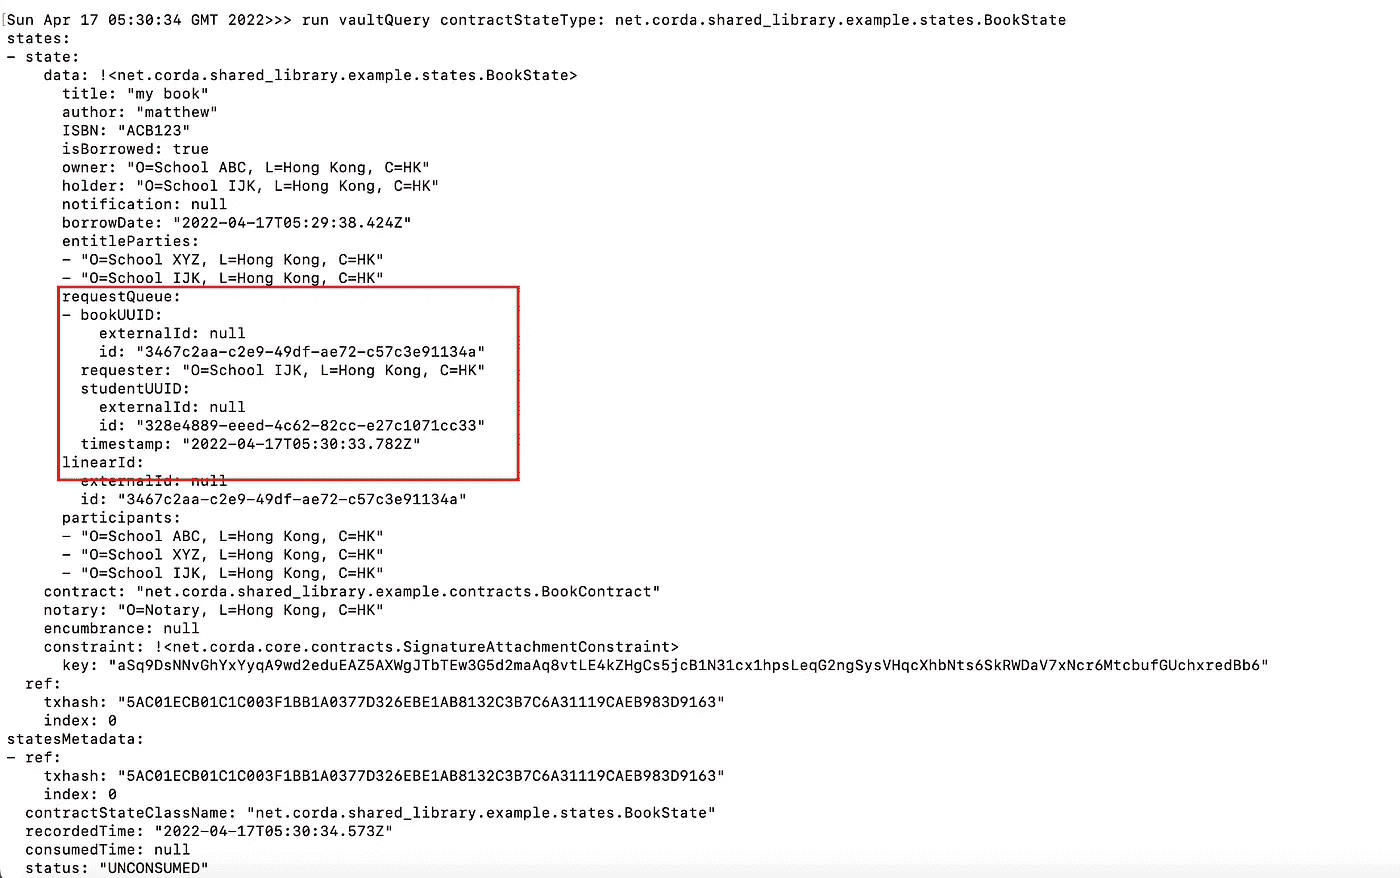 [Sun Apr 17 05:30:34 GMT 2022>>> run vaultQuery contractStateType: net.corda.shared_library.example.states.BookState
states:
- state:
    data: !<net.corda.shared_library.example.states.BookState>
      title: "my book"
      author: "matthew"
      ISBN: "ACB123"
      isBorrowed: true
      owner: "O=School ABC, L=Hong Kong, C=HK"
      holder: "O=School IJK, L=Hong Kong, C=HK"
      notification: null
      borrowDate: "2022-04-17T05:29:38.424Z"
      entitleParties:
      - "O=School XYZ, L=Hong Kong, C=HK"
      - "O=School IJK, L=Hong Kong, C=HK"
      requestQueue:
      - bookUUID:
          externalId: null
          id: "3467c2aa-c2e9-49df-ae72-c57c3e91134a"
        requester: "O=School IJK, L=Hong Kong, C=HK"
        studentUUID:
          externalId: null
          id: "328e4889-eeed-4c62-82cc-e27c1071cc33"
        timestamp: "2022-04-17T05:30:33.782Z"
      linearId:
        externalId: null
        id: "3467c2aa-c2e9-49df-ae72-c57c3e91134a"
      participants:
      - "O=School ABC, L=Hong Kong, C=HK"
      - "O=School XYZ, L=Hong Kong, C=HK"
      - "O=School IJK, L=Hong Kong, C=HK"
    contract: "net.corda.shared_library.example.contracts.BookContract"
    notary: "O=Notary, L=Hong Kong, C=HK"
    encumbrance: null
    constraint: !<net.corda.core.contracts.SignatureAttachmentConstraint>
      key: "aSq9DsNNvGhYxYyqA9wd2eduEAZ5AXWgJTbTEw3G5d2maAq8vtLE4kZHgCs5jcB1N31cx1hpsLeqG2ngSysVHqcXhbNts6SkRWDaV7xNcr6MtcbufGUchxredBb6"
  ref:
    txhash: "5AC01ECB01C1C003F1BB1A0377D326EBE1AB8132C3B7C6A31119CAEB983D9163"
    index: 0
statesMetadata:
- ref:
    txhash: "5AC01ECB01C1C003F1BB1A0377D326EBE1AB8132C3B7C6A31119CAEB983D9163"
    index: 0
  contractStateClassName: "net.corda.shared_library.example.states.BookState"
  recordedTime: "2022-04-17T05:30:34.573Z"
  consumedTime: null
  status: "UNCONSUMED"